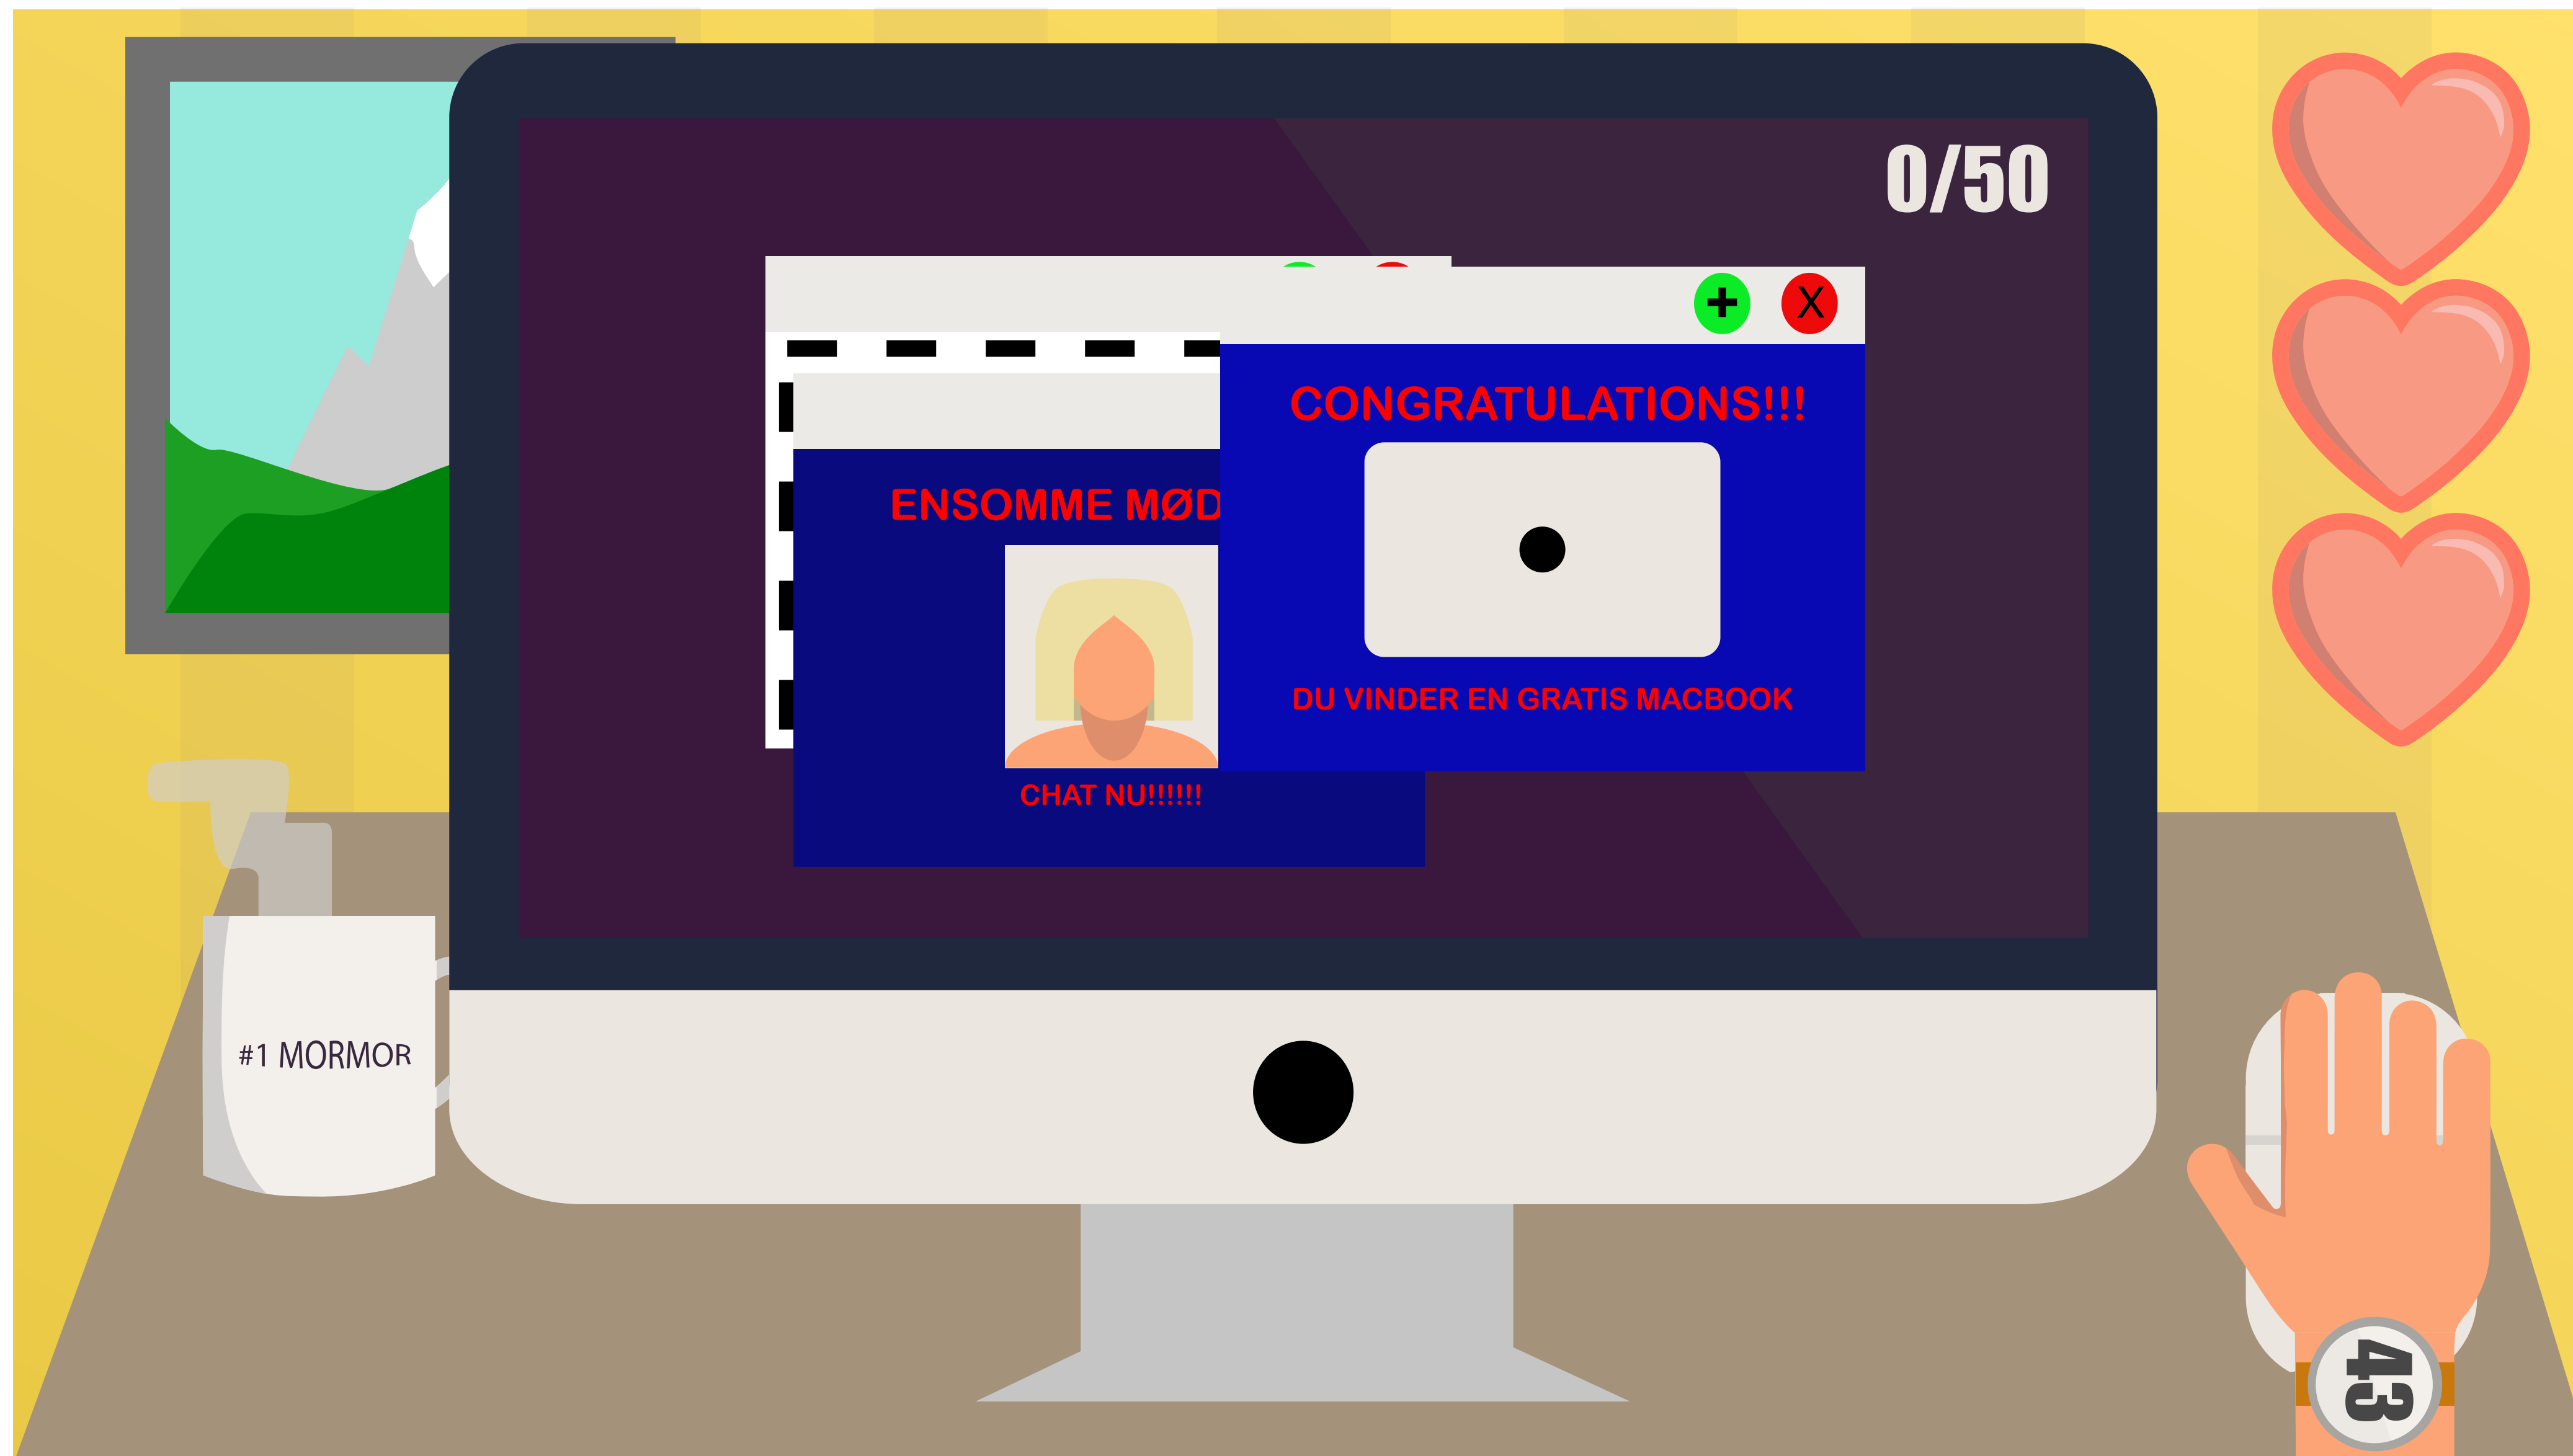 0/50
+ X
CONGRATULATIONS!!!
ENSOMME MØD
DU VINDER EN GRATIS MACBOOK
CHAT NU!!!!!!
#1 MORMOR
43